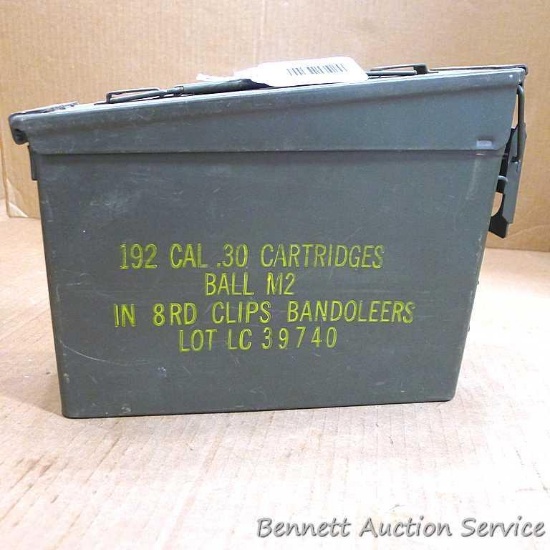 192 CAL .30 CARTRIDGES
BALL M2
IN 8RD CLIPS BANDOLEERS
LOT LC 39740
Bennett Auction Service